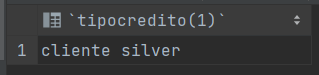 `tipocredito(1)`
1 cliente silver